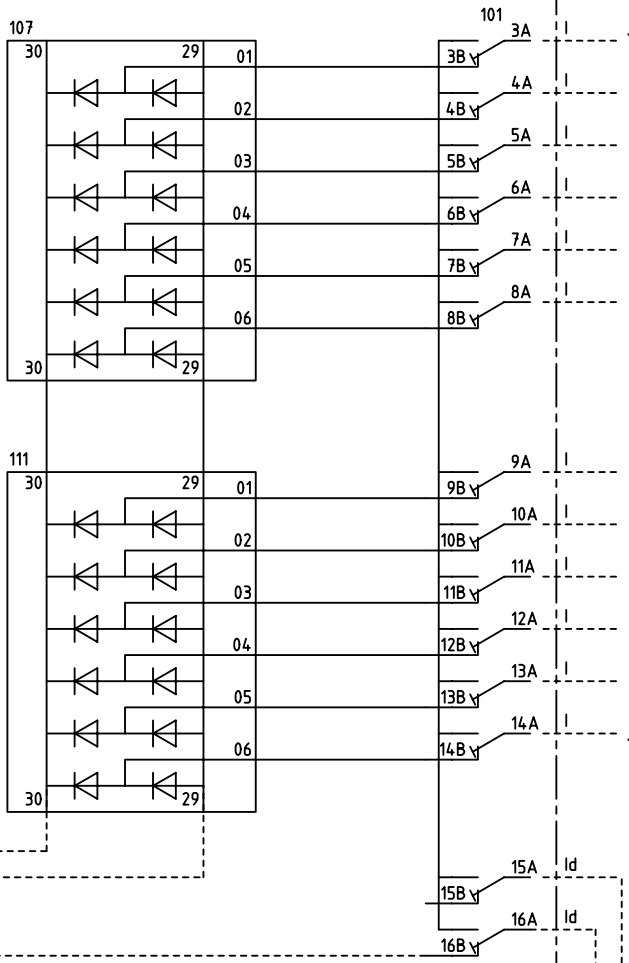 101
107
3A I
30 29 01 3B
4A I
02 4B
5A I
03 5B
6A I
04 6B
7A I
05 7B
8A I
06 8B
30 29
111
9A I
30 29 01 9B
10A I
02 10B
11A I
03 11B
12A I
04 12B
13A I
05 13B
14A I
06 14B
30 29
15A Id
15B
16A Id
16B